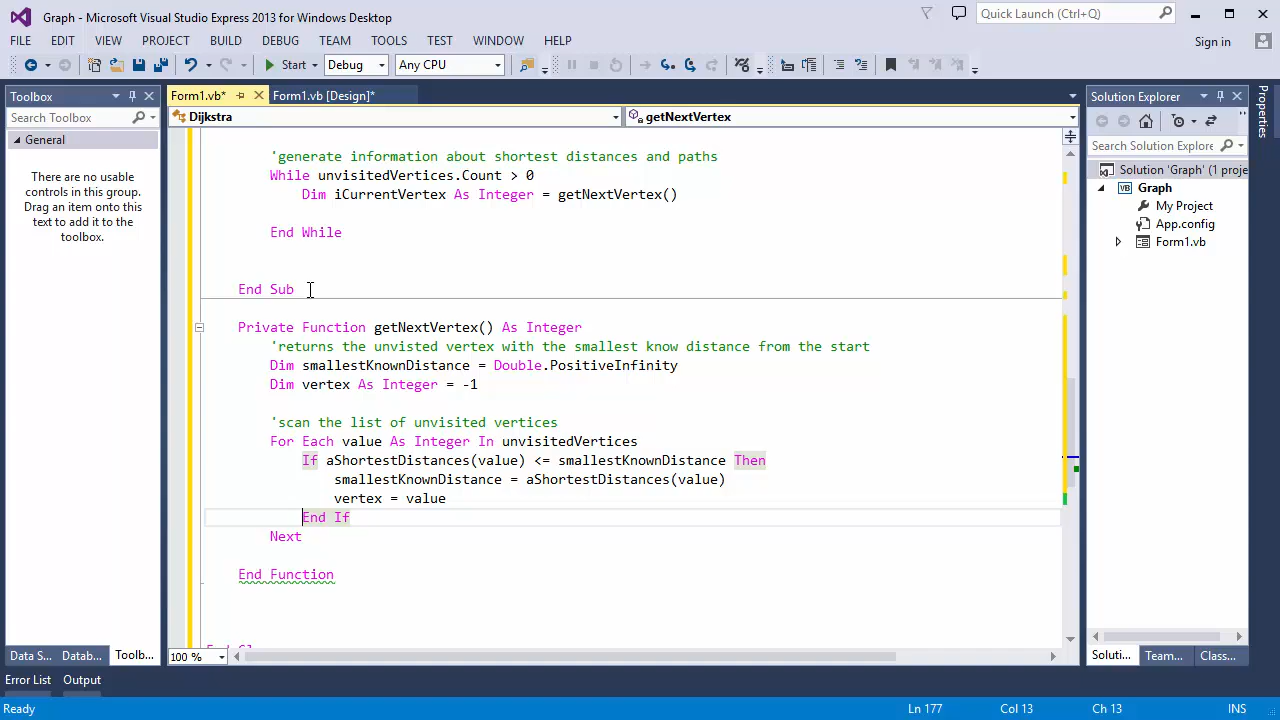 Graph - Microsoft Visual Studio Express 2013 for Windows Desktop
Quick Launch (Ctrl+Q)
FILE EDIT VIEW PROJECT BUILD DEBUG TEAM TOOLS TEST WINDOW HELP
Sign in
Start Debug Any CPU
Toolbox
Form1.vb* Form1.vb [Design]*
Solution Explorer
Properties
Search Toolbox
Dijkstra getNextVertex
General
There are no usable
controls in this group.
Drag an item onto this
text to add it to the
toolbox.
'generate information about shortest distances and paths
While unvisitedVertices.Count > 0
Dim iCurrentVertex As Integer = getNextVertex()
End While
End Sub
Private Function getNextVertex() As Integer
'returns the unvisted vertex with the smallest know distance from the start
Dim smallestKnownDistance = Double.PositiveInfinity
Dim vertex As Integer = -1
'scan the list of unvisited vertices
For Each value As Integer In unvisitedVertices
If aShortestDistances(value) <= smallestKnownDistance Then
smallestKnownDistance = aShortestDistances(value)
vertex = value
End If
Next
End Function
100 %
Search Solution Explore
Solution 'Graph' (1 proje
Graph
My Project
App.config
Form1.vb
Data S... Datab... Toolb...
Soluti... Team... Class...
Error List Output
Ready Ln 177 Col 13 Ch 13 INS